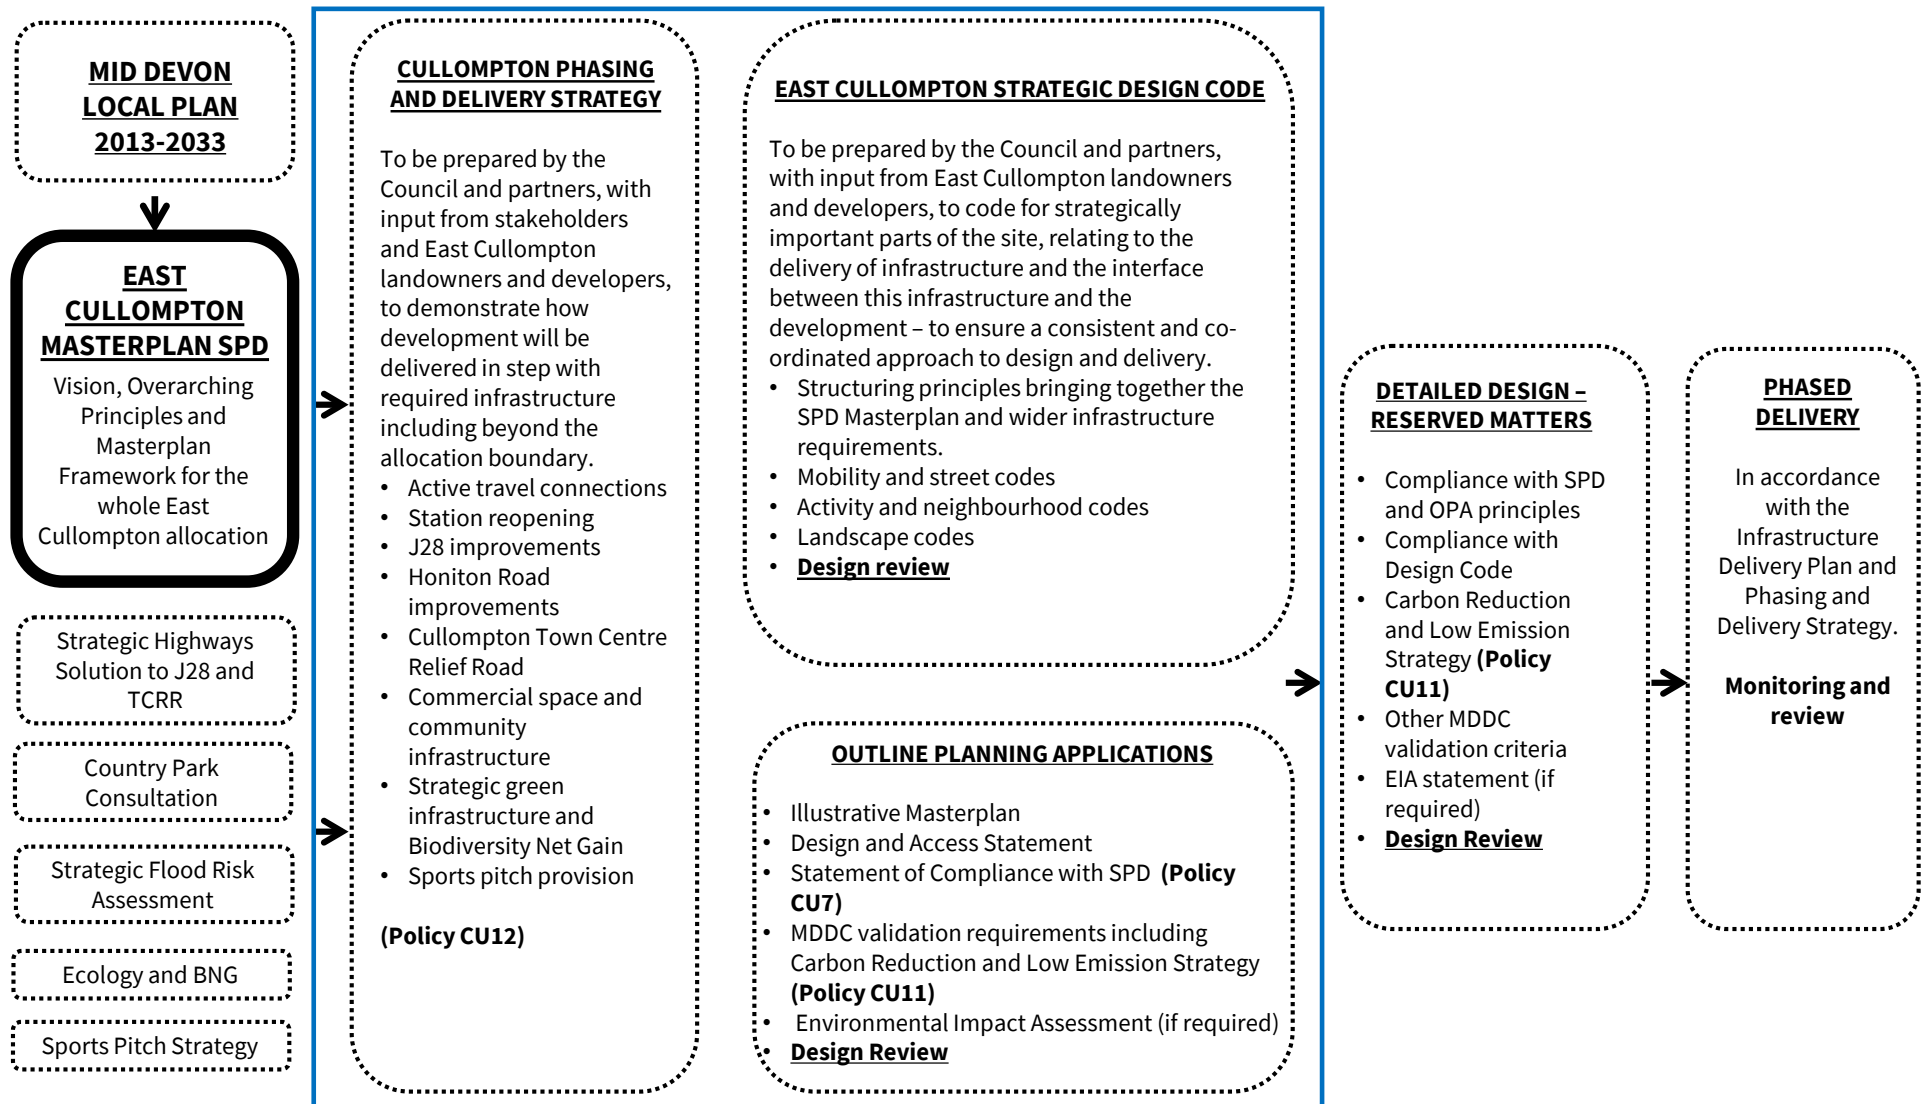 MID DEVON
LOCAL PLAN
2013-2033
EAST
CULLOMPTON
MASTERPLAN SPD
Vision, Overarching
Principles and
Masterplan
Framework for the
whole East
Cullompton allocation
Strategic Highways
Solution to J28 and
TCRR
Country Park
Consultation
Strategic Flood Risk
Assessment
Ecology and BNG
Sports Pitch Strategy
CULLOMPTON PHASING
AND DELIVERY STRATEGY
To be prepared by the
Council and partners, with
input from stakeholders
and East Cullompton
landowners and developers,
to demonstrate how
development will be
delivered in step with
required infrastructure
including beyond the
allocation boundary.
• Active travel connections
• Station reopening
• J28 improvements
• Honiton Road
improvements
• Cullompton Town Centre
Relief Road
• Commercial space and
community
infrastructure
• Strategic green
infrastructure and
Biodiversity Net Gain
• Sports pitch provision
(Policy CU12)
EAST CULLOMPTON STRATEGIC DESIGN CODE
To be prepared by the Council and partners,
with input from East Cullompton landowners
and developers, to code for strategically
important parts of the site, relating to the
delivery of infrastructure and the interface
between this infrastructure and the
development – to ensure a consistent and co-
ordinated approach to design and delivery.
• Structuring principles bringing together the
SPD Masterplan and wider infrastructure
requirements.
• Mobility and street codes
• Activity and neighbourhood codes
• Landscape codes
• Design review
OUTLINE PLANNING APPLICATIONS
• Illustrative Masterplan
• Design and Access Statement
• Statement of Compliance with SPD (Policy
CU7)
• MDDC validation requirements including
Carbon Reduction and Low Emission Strategy
(Policy CU11)
• Environmental Impact Assessment (if required)
• Design Review
DETAILED DESIGN –
RESERVED MATTERS
• Compliance with SPD
and OPA principles
• Compliance with
Design Code
• Carbon Reduction
and Low Emission
Strategy (Policy
CU11)
• Other MDDC
validation criteria
• EIA statement (if
required)
• Design Review
PHASED
DELIVERY
In accordance
with the
Infrastructure
Delivery Plan and
Phasing and
Delivery Strategy.
Monitoring and
review